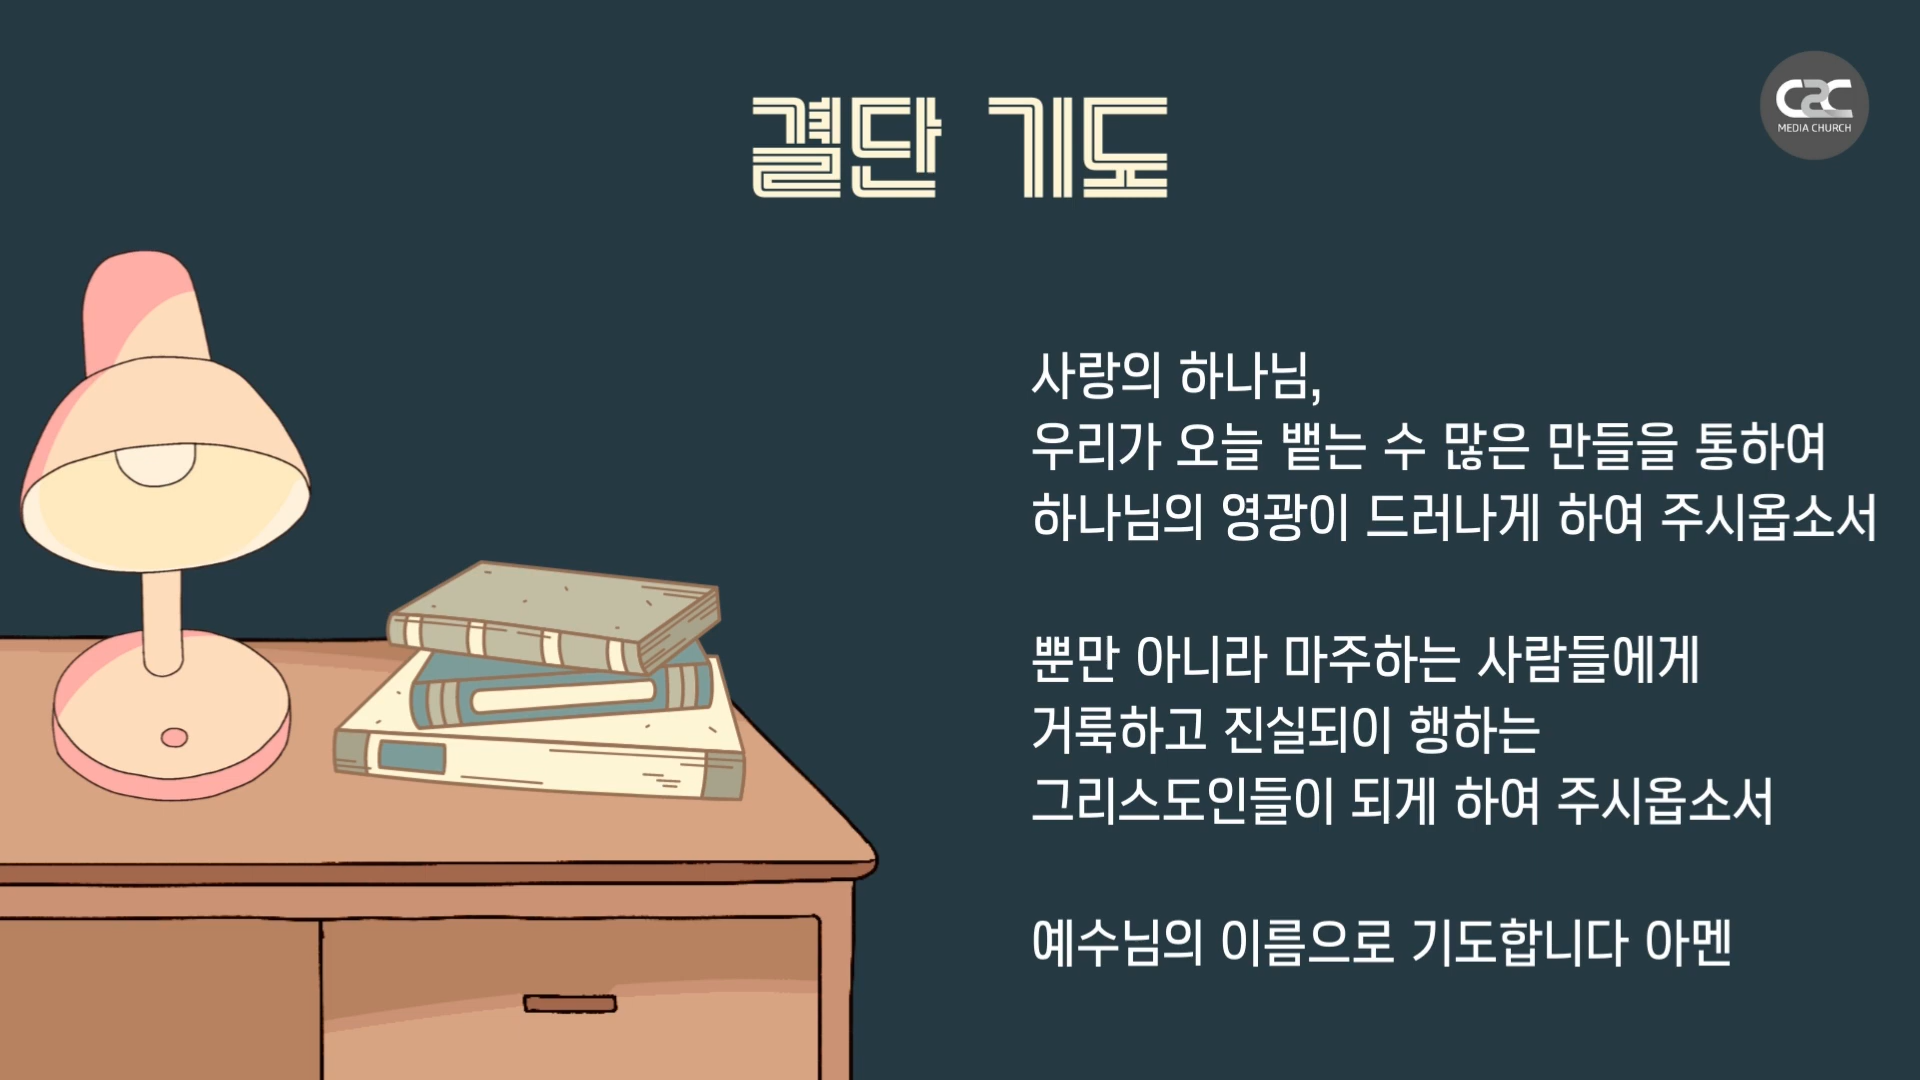 결단 기도
C2C
MEDIA CHURCH
사랑의 하나님,
우리가 오늘 뱉는 수 많은 만들을 통하여
하나님의 영광이 드러나게 하여 주시옵소서
뿐만 아니라 마주하는 사람들에게
거룩하고 진실되이 행하는
그리스도인들이 되게 하여 주시옵소서
예수님의 이름으로 기도합니다 아멘